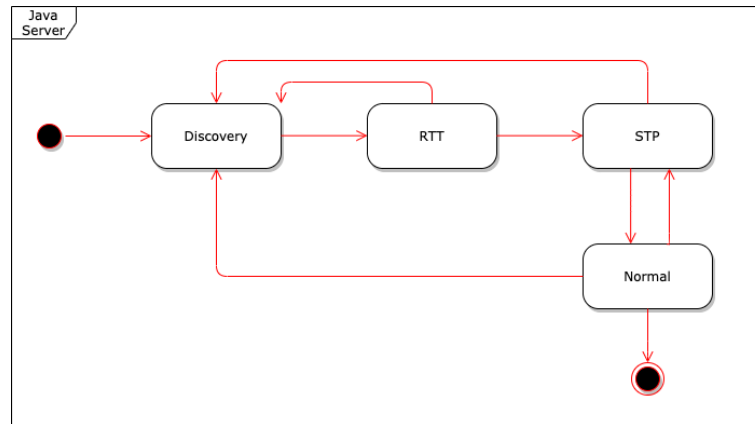 Java
Server
Discovery
RTT
STP
Normal